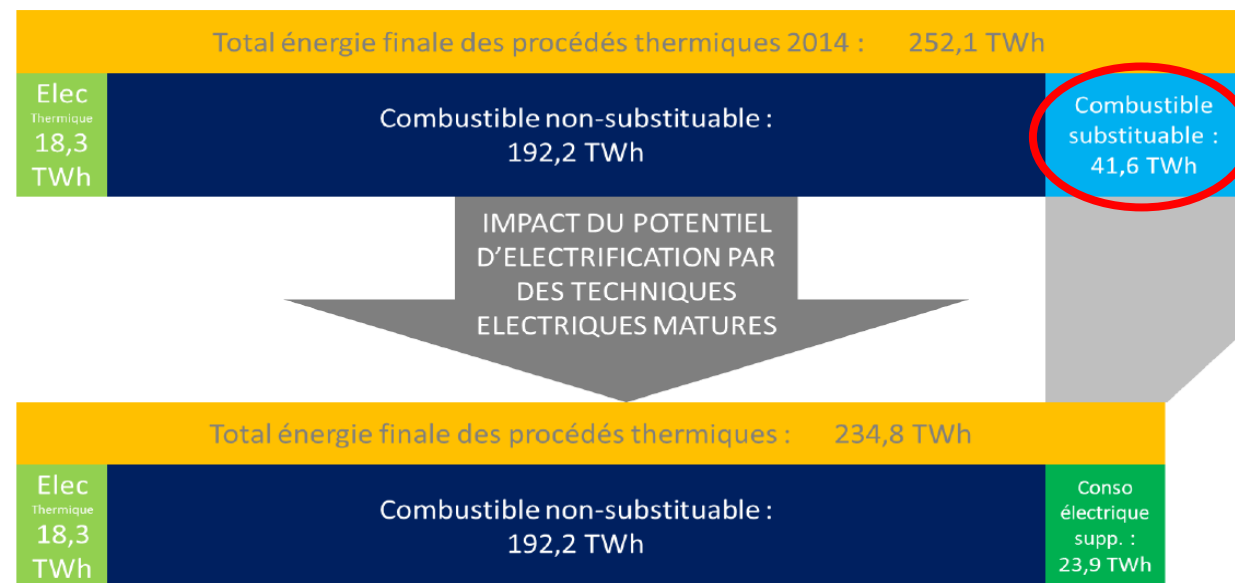 Total énergie finale des procédés thermiques 2014 : 252,1 TWh
Elec
Thermique
18,3
TWh
Combustible non-substituable :
192,2 TWh
Combustible
substituable :
41,6 TWh
IMPACT DU POTENTIEL
D'ELECTRIFICATION PAR
DES TECHNIQUES
ELECTRIQUES MATURES
Total énergie finale des procédés thermiques : 234,8 TWh
Elec
Thermique
18,3
TWh
Combustible non-substituable :
192,2 TWh
Conso
électrique
supp. :
23,9 TWh